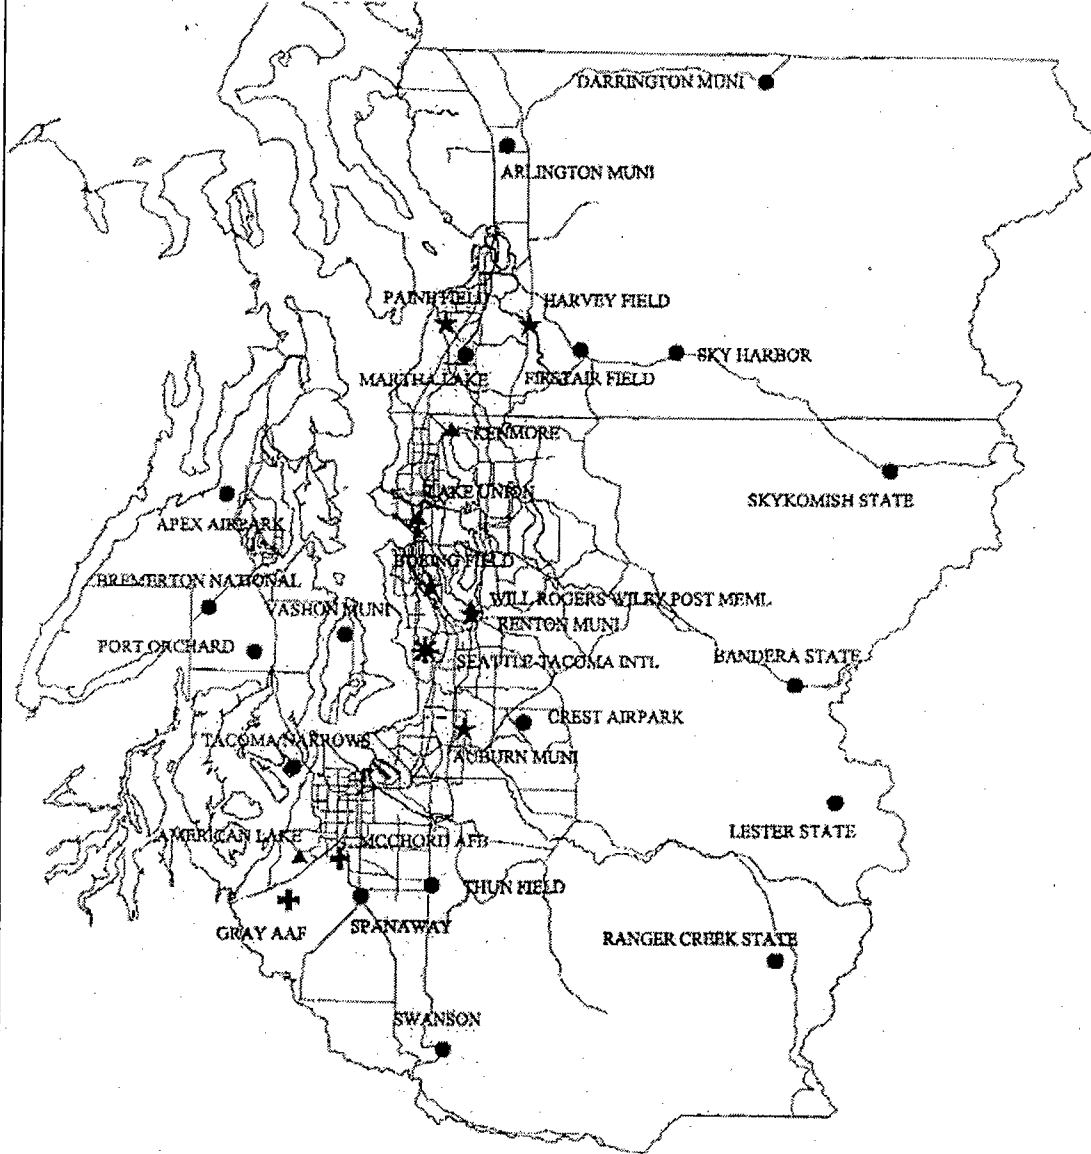 DARRINGTON MUNI
ARLINGTON MUNI
PAINE FIELD
HARVEY FIELD
SKY HARBOR
MARTHA LAKE
FIRSTAIR FIELD
KENMORE
SKYKOMISH STATE
LAKE UNION
APEX AIRPARK
BOEING FIELD
BREMERTON NATIONAL
VASHON MUNI
WILL ROGERS WILEY POST MEML
RENTON MUNI
PORT ORCHARD
SEATTLE-TACOMA INTL
BANDERA STATE
CREST AIRPARK
TACOMA NARROWS
AUBURN MUNI
LESTER STATE
AMERICAN LAKE
MCCHORD AFB
THUN FIELD
SPANAWAY
GRAY AAF
RANGER CREEK STATE
SWANSON